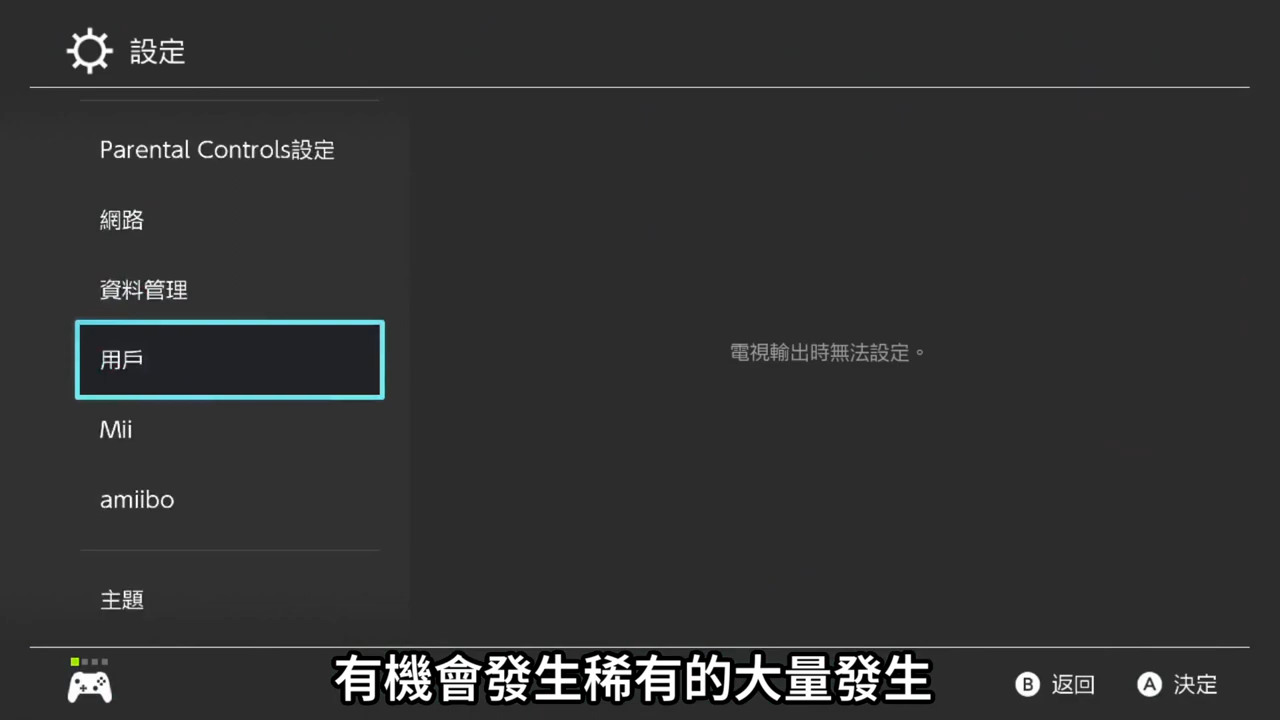 設定
Parental Controls設定
網路
資料管理
用戶
Mii
amiibo
主題
電視輸出時無法設定。
有機會發生稀有的大量發生
B 返回
A 決定